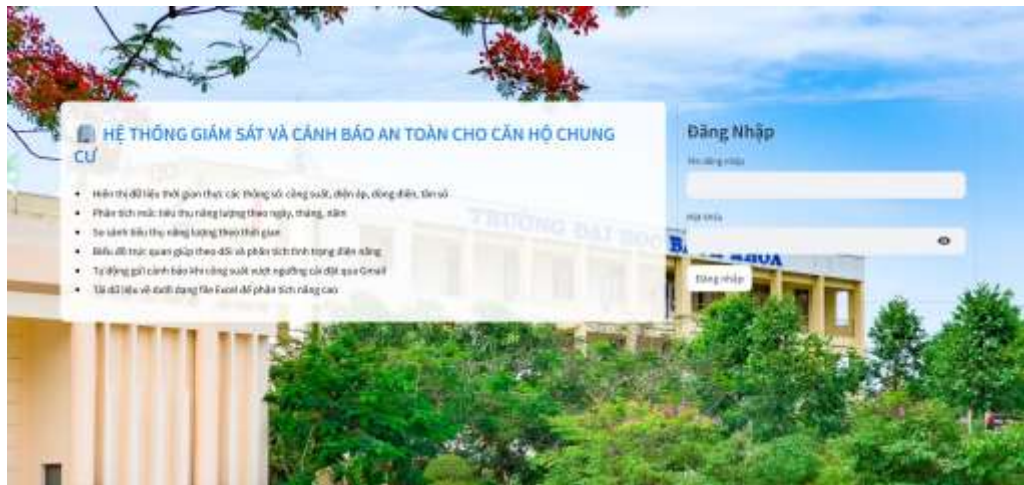 HỆ THỐNG GIÁM SÁT VÀ CẢNH BÁO AN TOÀN CHO CĂN HỘ CHUNG
CƯ
Hiển thị dữ liệu thời gian thực các thông số: công suất, điện áp, dòng điện, tần số
Phân tích mức tiêu thụ năng lượng theo ngày, tháng, năm
So sánh tiêu thụ năng lượng theo thời gian
Biểu đồ trực quan giúp theo dõi và phân tích tình trạng điện năng
Tự động gửi cảnh báo khi công suất vượt ngưỡng cài đặt qua Gmail
Tải dữ liệu về dưới dạng file Excel để phân tích nâng cao
Đăng Nhập
Tên đăng nhập
Mật khẩu
Đăng nhập
TRƯỜNG ĐẠI HỌC
BÁCH KHOA